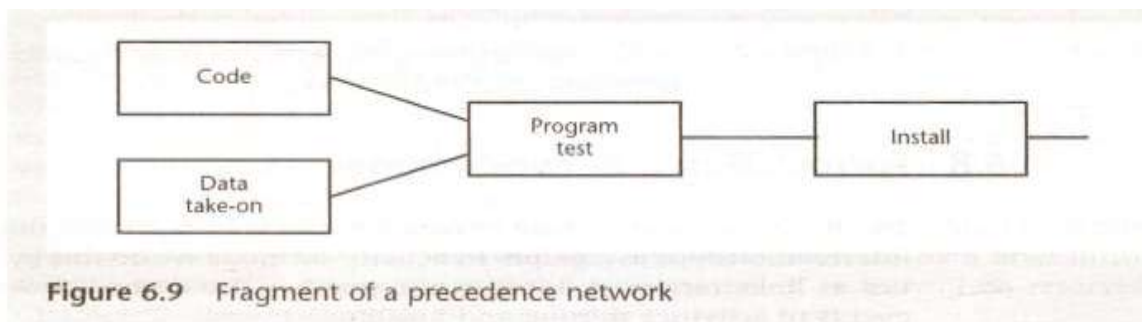 Code
Program
test
Install
Data
take-on
Figure 6.9 Fragment of a precedence network